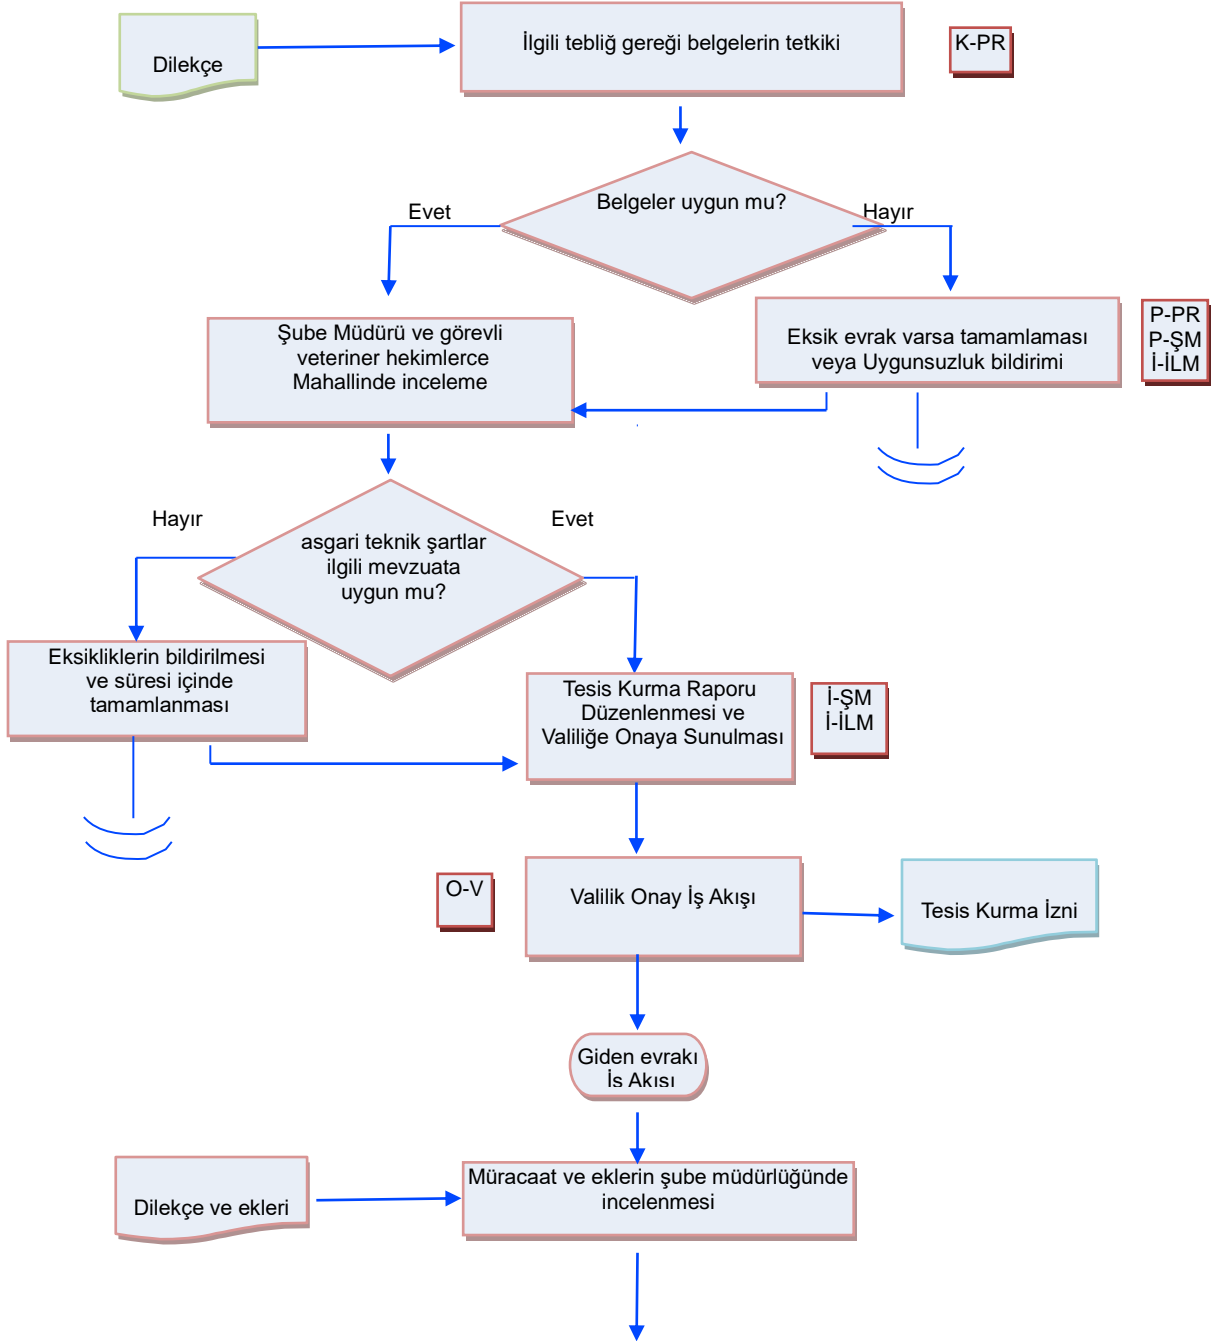 İlgili tebliğ gereği belgelerin tetkiki
K-PR
Dilekçe
Belgeler uygun mu?
Evet
Hayır
Şube Müdürü ve görevli
veteriner hekimlerce
Mahallinde inceleme
Eksik evrak varsa tamamlaması
veya Uygunsuzluk bildirimi
P-PR
P-ŞM
İ-İLM
Hayır
Evet
asgari teknik şartlar
ilgili mevzuata
uygun mu?
Eksikliklerin bildirilmesi
ve süresi içinde
tamamlanması
Tesis Kurma Raporu
Düzenlenmesi ve
Valiliğe Onaya Sunulması
İ-ŞM
İ-İLM
O-V
Valilik Onay İş Akışı
Tesis Kurma İzni
Giden evrakı
İş Akışı
Dilekçe ve ekleri
Müracaat ve eklerin şube müdürlüğünde
incelenmesi